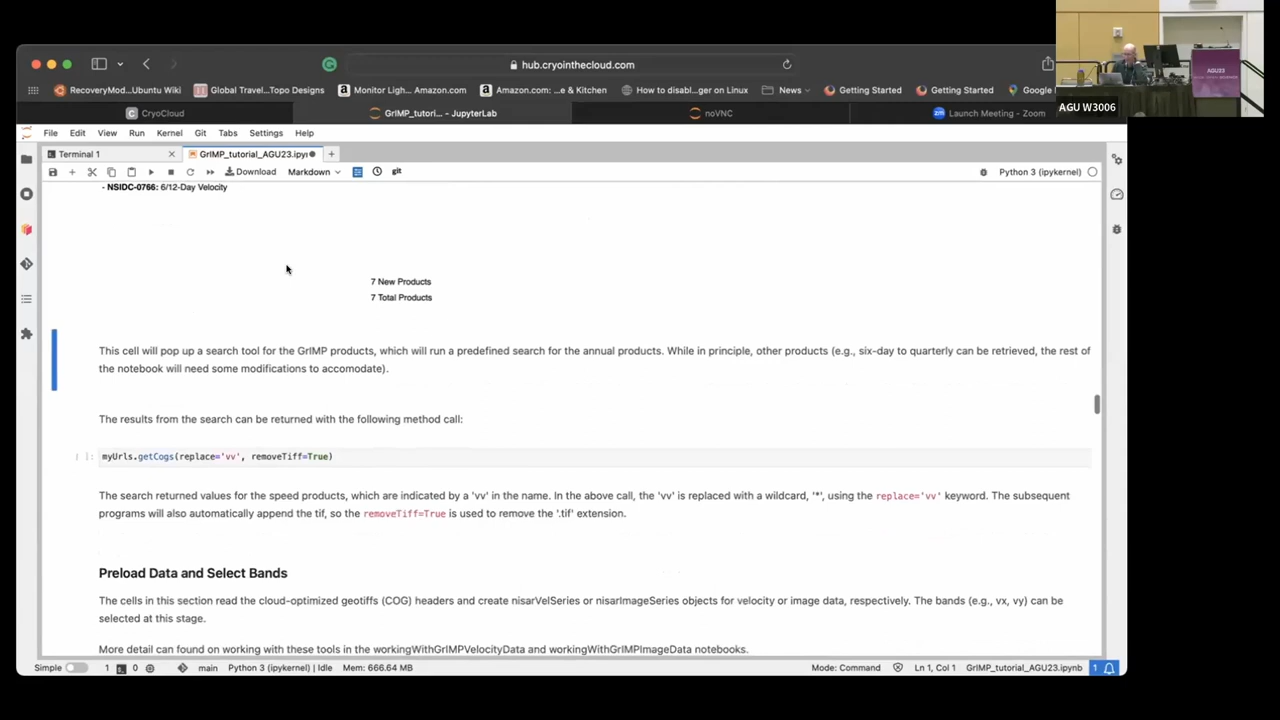 hub.cryointhecloud.com
RecoveryMod...Ubuntu Wiki
Global Travel...Topo Designs
Monitor Ligh... Amazon.com
Amazon.com: ...e & Kitchen
How to disabl...er on Linux
News
Getting Started
Getting Started
Google
CryoCloud
GrIMP_tutori... - JupyterLab
noVNC
Launch Meeting - Zoom
AGU W3006
AGU23
File Edit View Run Kernel Git Tabs Settings Help
Terminal 1
GrIMP_tutorial_AGU23.ipyn
Download
Markdown
git
Python 3 (ipykernel)
- NSIDC-0766: 6/12-Day Velocity
7 New Products
7 Total Products
This cell will pop up a search tool for the GrIMP products, which will run a predefined search for the annual products. While in principle, other products (e.g., six-day to quarterly can be retrieved, the rest of
the notebook will need some modifications to accomodate).
The results from the search can be returned with the following method call:
[ ]: myUrls.getCogs(replace='vv', removeTiff=True)
The search returned values for the speed products, which are indicated by a 'vv' in the name. In the above call, the 'vv' is replaced with a wildcard, '*', using the replace='vv' keyword. The subsequent
programs will also automatically append the tif, so the removeTiff=True is used to remove the '.tif' extension.
Preload Data and Select Bands
The cells in this section read the cloud-optimized geotiffs (COG) headers and create nisarVelSeries or nisarImageSeries objects for velocity or image data, respectively. The bands (e.g., vx, vy) can be
selected at this stage.
More detail can found on working with these tools in the workingWithGrIMPVelocityData and workingWithGrIMPImageData notebooks.
Simple 1 0 main Python 3 (ipykernel) | Idle Mem: 666.64 MB Mode: Command Ln 1, Col 1 GrIMP_tutorial_AGU23.ipynb 1